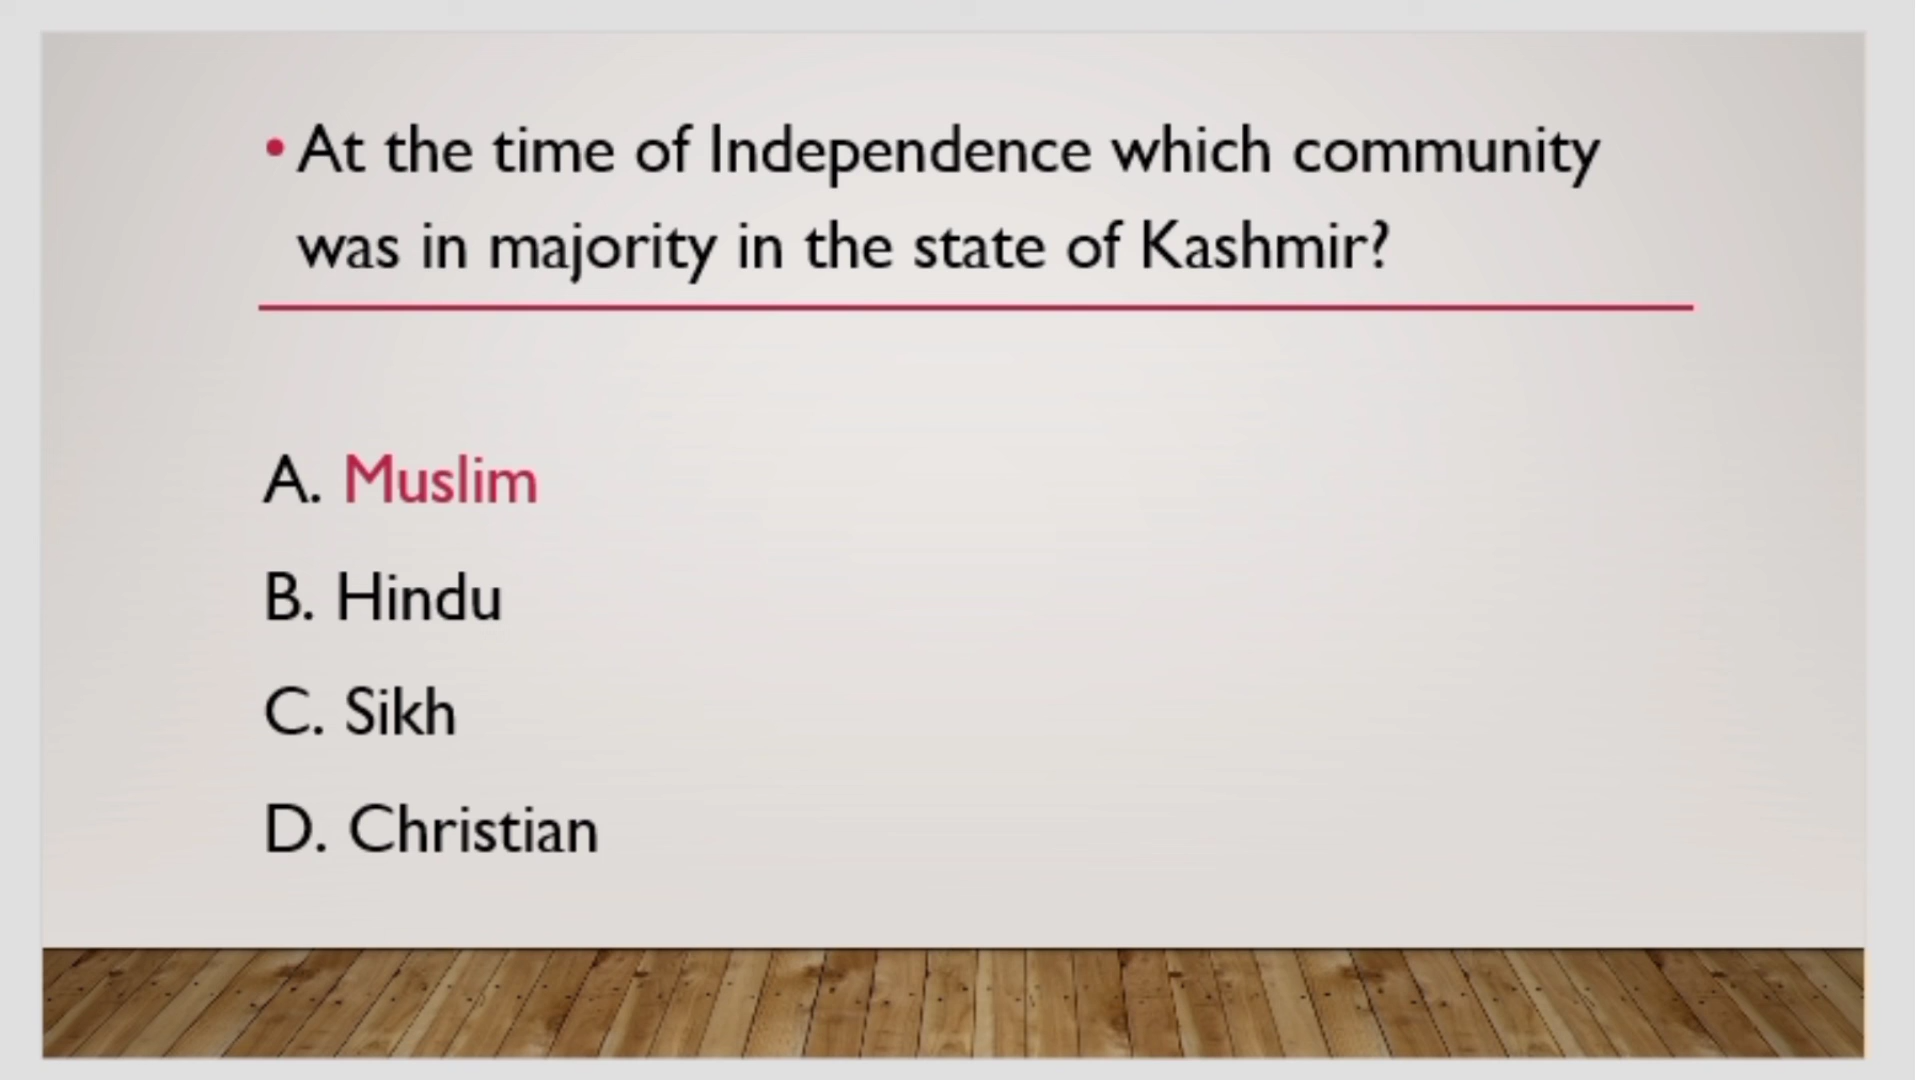 • At the time of Independence which community
was in majority in the state of Kashmir?
A. Muslim
B. Hindu
C. Sikh
D. Christian